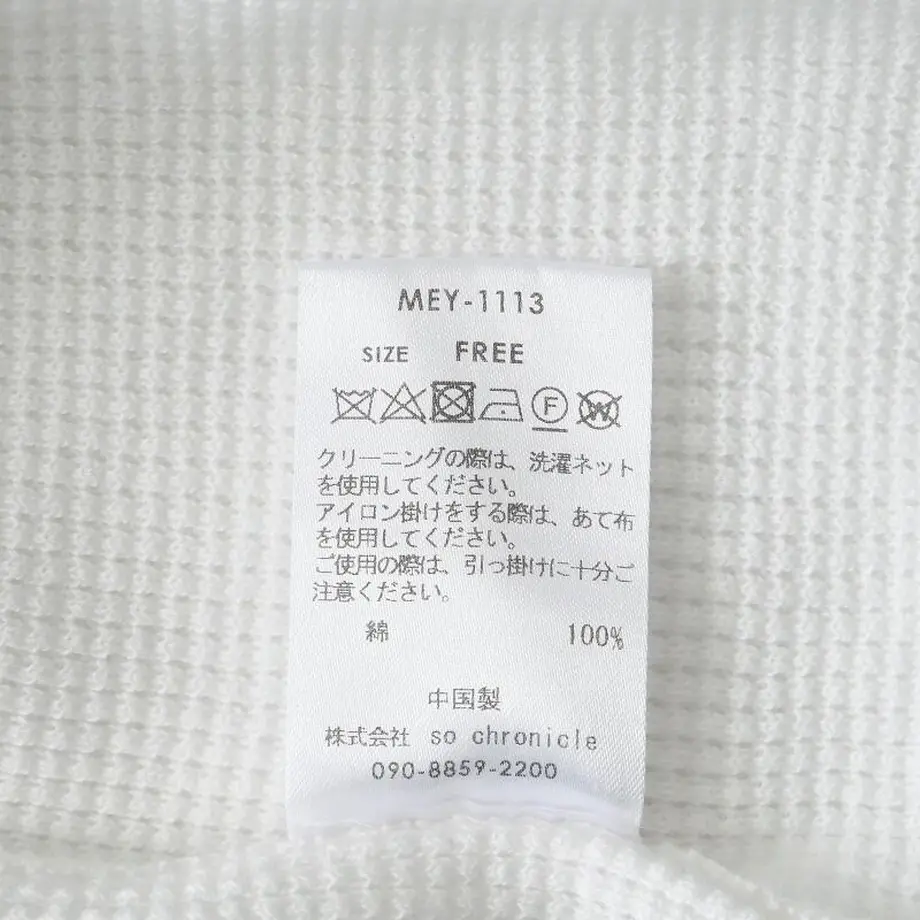 MEY-1113
SIZE FREE
F W
クリーニングの際は、洗濯ネット
を使用してください。
アイロン掛けをする際は、あて布
を使用してください。
ご使用の際は、引っ掛けに十分ご
注意ください。
綿 100%
中国製
株式会社 so chronicle
090-8859-2200